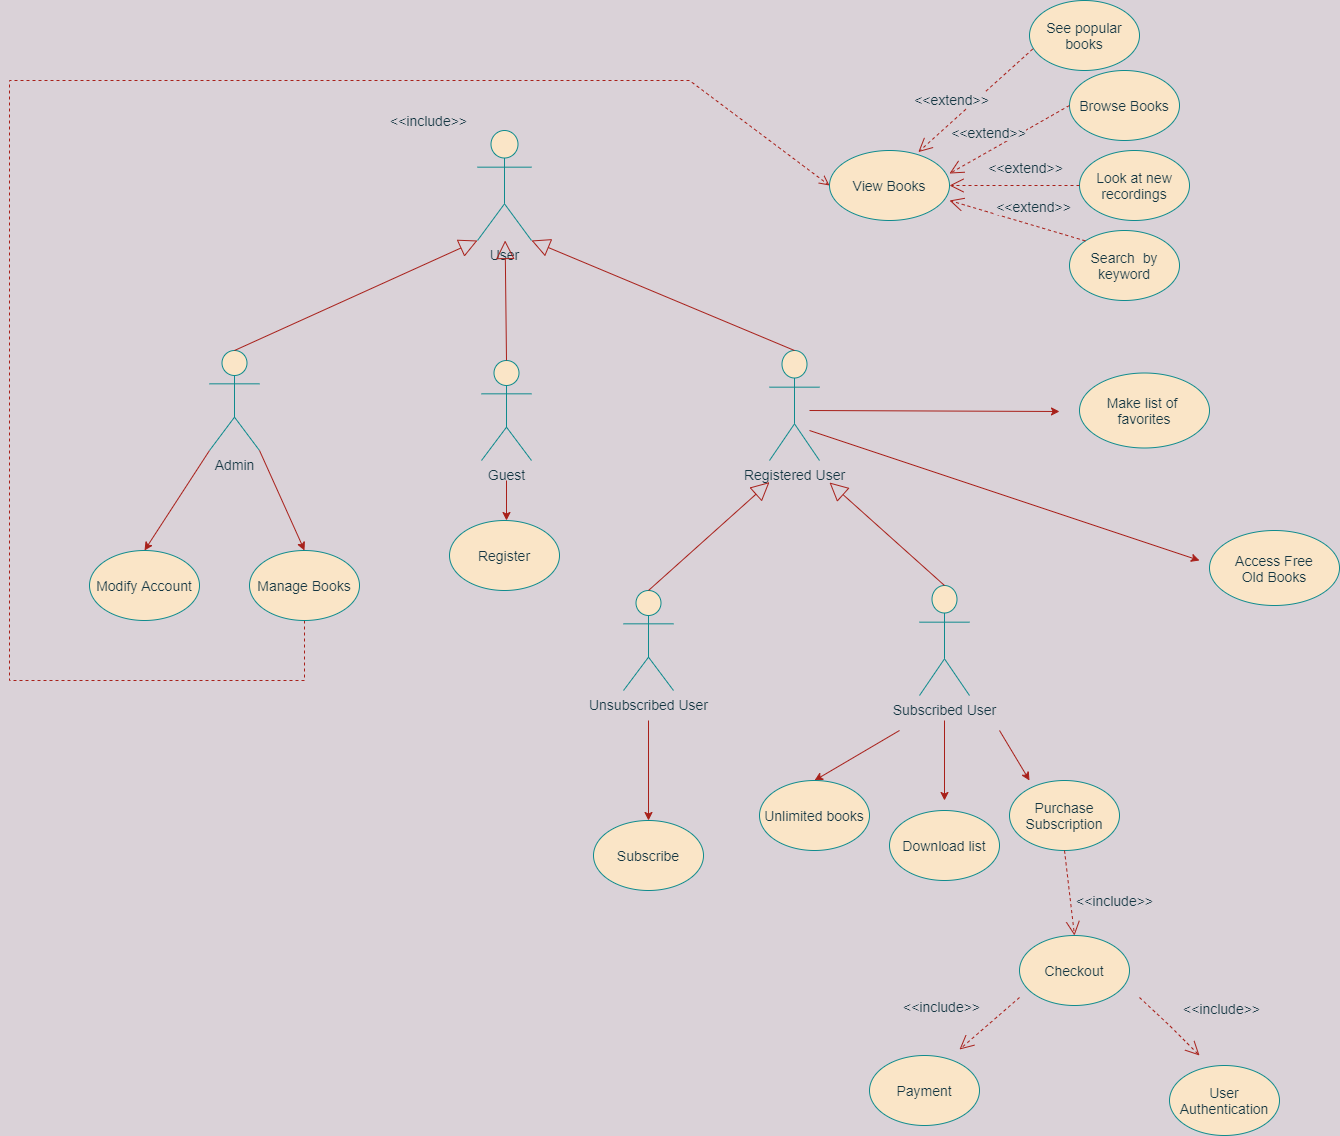 See popular
books
<<extend>>
Browse Books
<<include>>
<<extend>>
View Books
<<extend>>
Look at new
recordings
<<extend>>
User
Search by
keyword
Make list of
favorites
Admin
Guest
Registered User
Register
Access Free
Old Books
Modify Account
Manage Books
Unsubscribed User
Subscribed User
Unlimited books
Purchase
Subscription
Download list
Subscribe
<<include>>
Checkout
<<include>>
<<include>>
Payment
User
Authentication